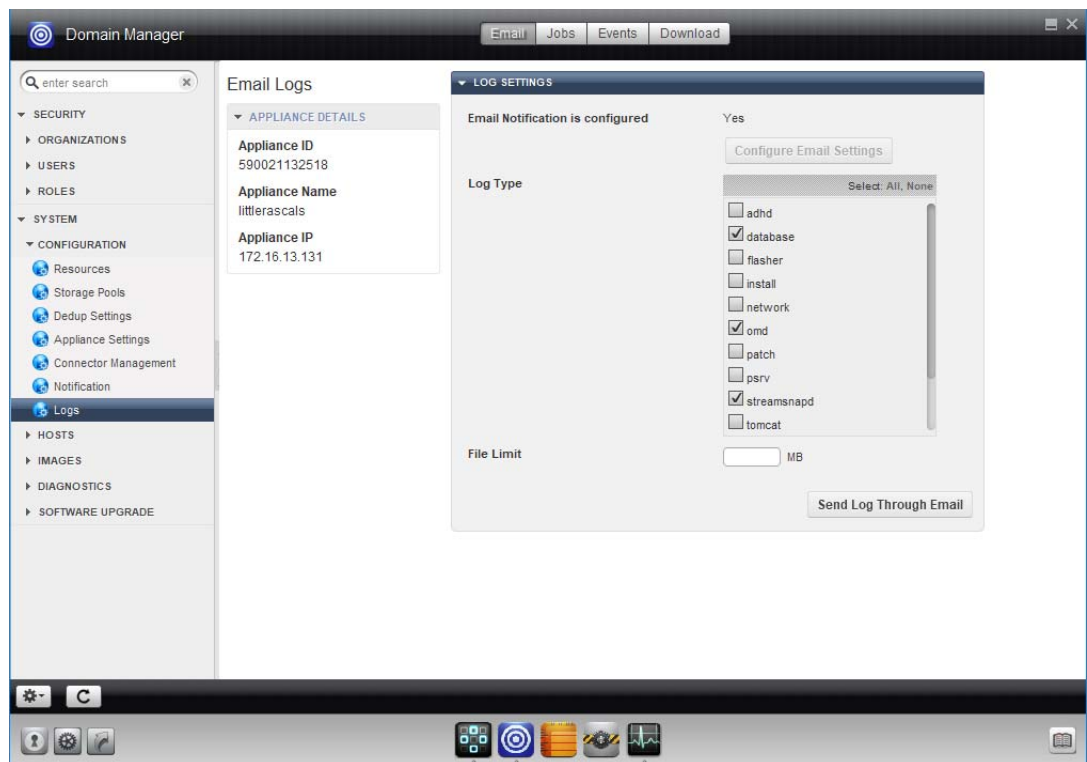 Domain Manager
Email Jobs Events Download
enter search
SECURITY
ORGANIZATIONS
USERS
ROLES
SYSTEM
CONFIGURATION
Resources
Storage Pools
Dedup Settings
Appliance Settings
Connector Management
Notification
Logs
HOSTS
IMAGES
DIAGNOSTICS
SOFTWARE UPGRADE
Email Logs
APPLIANCE DETAILS
Appliance ID
590021132518
Appliance Name
littlerascals
Appliance IP
172.16.13.131
LOG SETTINGS
Email Notification is configured Yes
Configure Email Settings
Log Type
Select: All, None
adhd
database
flasher
install
network
omd
patch
psrv
streamsnapd
tomcat
File Limit MB
Send Log Through Email